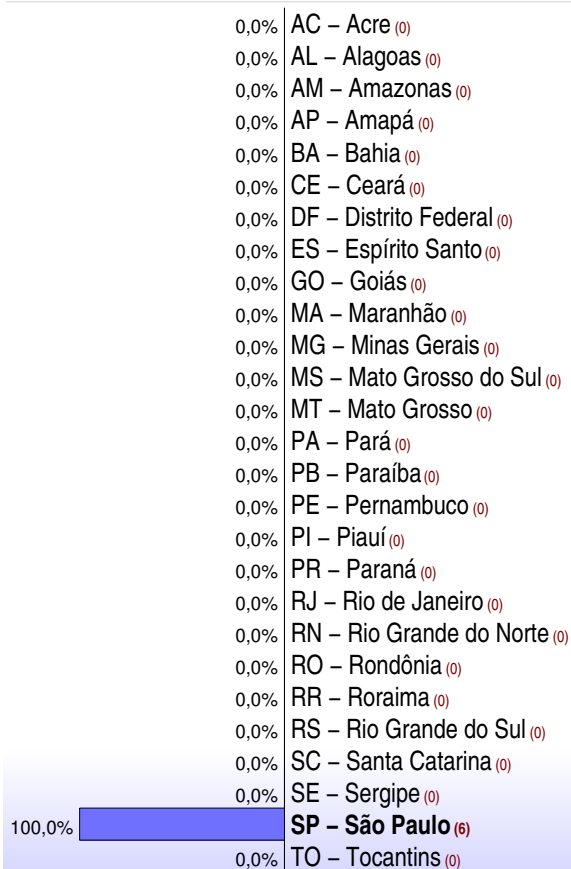 0,0% AC – Acre (0)
0,0% AL – Alagoas (0)
0,0% AM – Amazonas (0)
0,0% AP – Amapá (0)
0,0% BA – Bahia (0)
0,0% CE – Ceará (0)
0,0% DF – Distrito Federal (0)
0,0% ES – Espírito Santo (0)
0,0% GO – Goiás (0)
0,0% MA – Maranhão (0)
0,0% MG – Minas Gerais (0)
0,0% MS – Mato Grosso do Sul (0)
0,0% MT – Mato Grosso (0)
0,0% PA – Pará (0)
0,0% PB – Paraíba (0)
0,0% PE – Pernambuco (0)
0,0% PI – Piauí (0)
0,0% PR – Paraná (0)
0,0% RJ – Rio de Janeiro (0)
0,0% RN – Rio Grande do Norte (0)
0,0% RO – Rondônia (0)
0,0% RR – Roraima (0)
0,0% RS – Rio Grande do Sul (0)
0,0% SC – Santa Catarina (0)
0,0% SE – Sergipe (0)
100,0% SP – São Paulo (6)
0,0% TO – Tocantins (0)